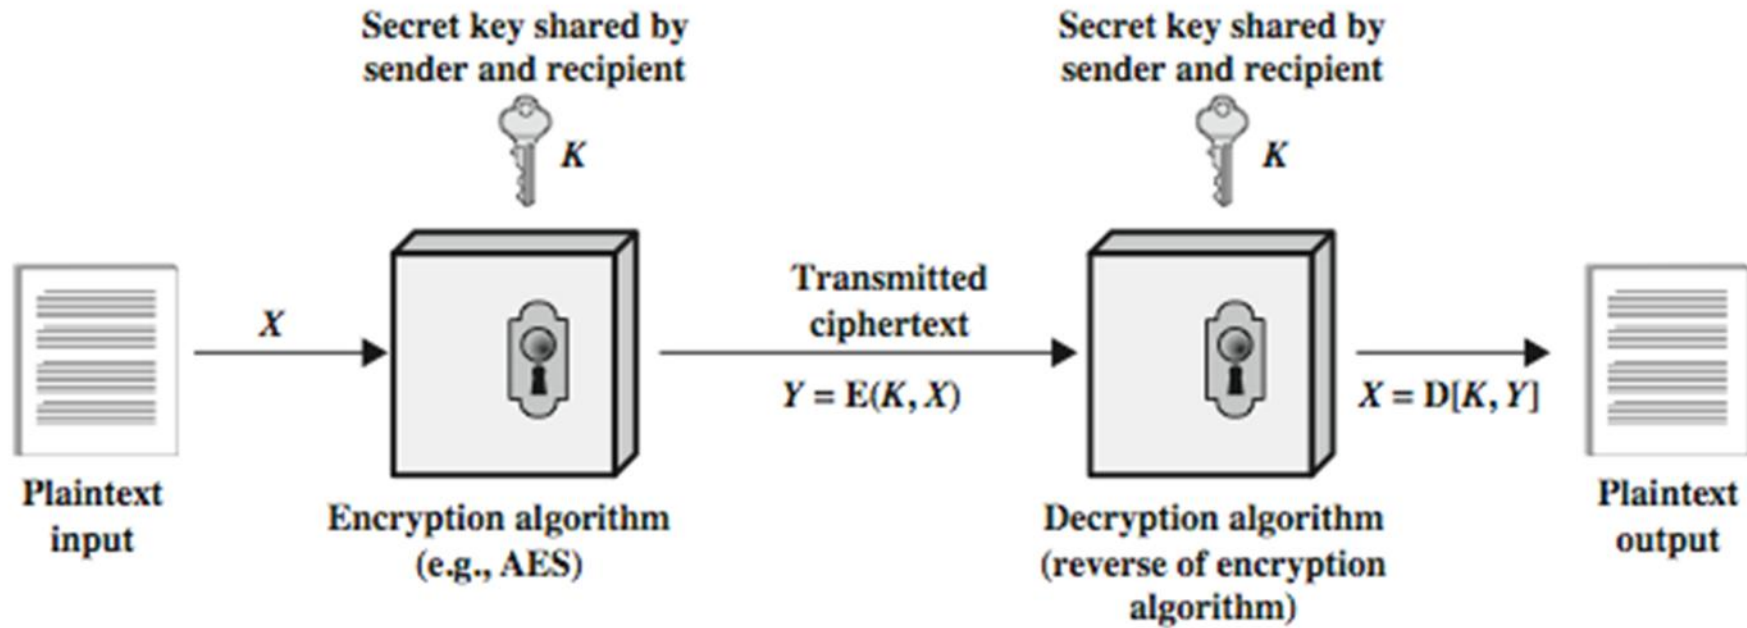 Secret key shared by
sender and recipient
K
Secret key shared by
sender and recipient
K
X
Transmitted
ciphertext
Y = E(K, X)
X = D[K, Y]
Plaintext
input
Encryption algorithm
(e.g., AES)
Decryption algorithm
(reverse of encryption
algorithm)
Plaintext
output